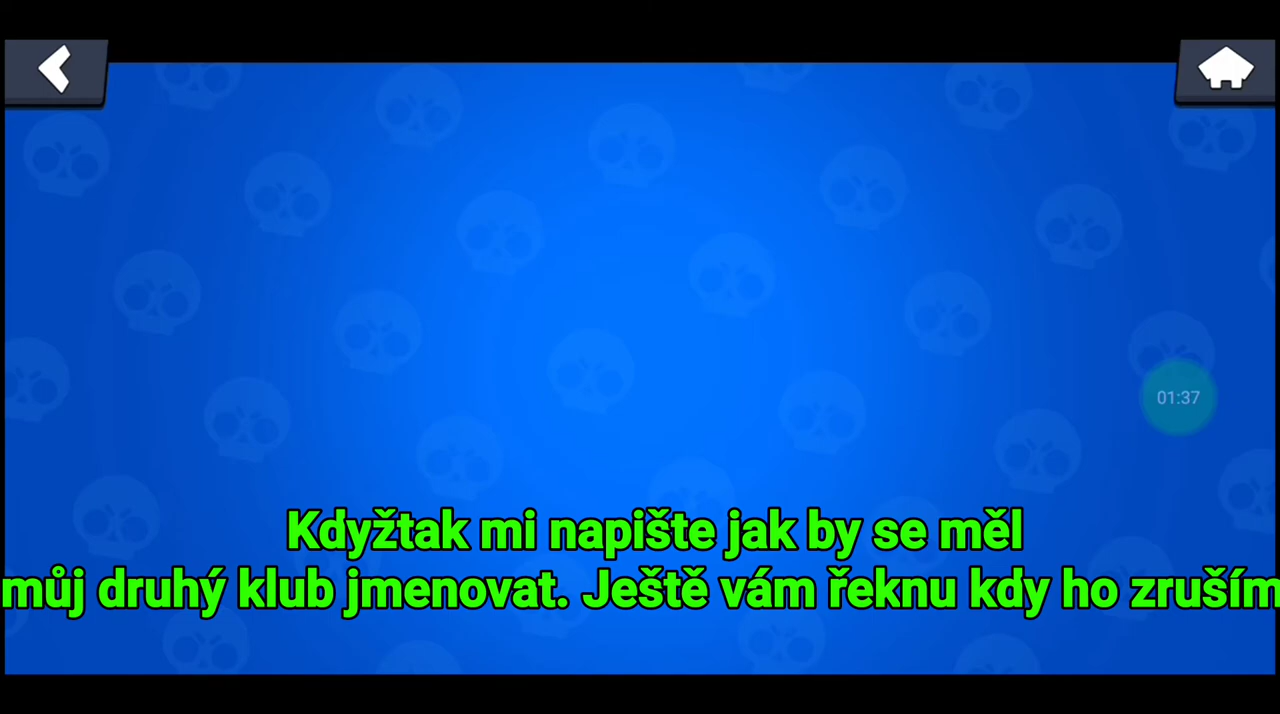 01:37
Kdyžtak mi napište jak by se měl
můj druhý klub jmenovat. Ještě vám řeknu kdy ho zruším